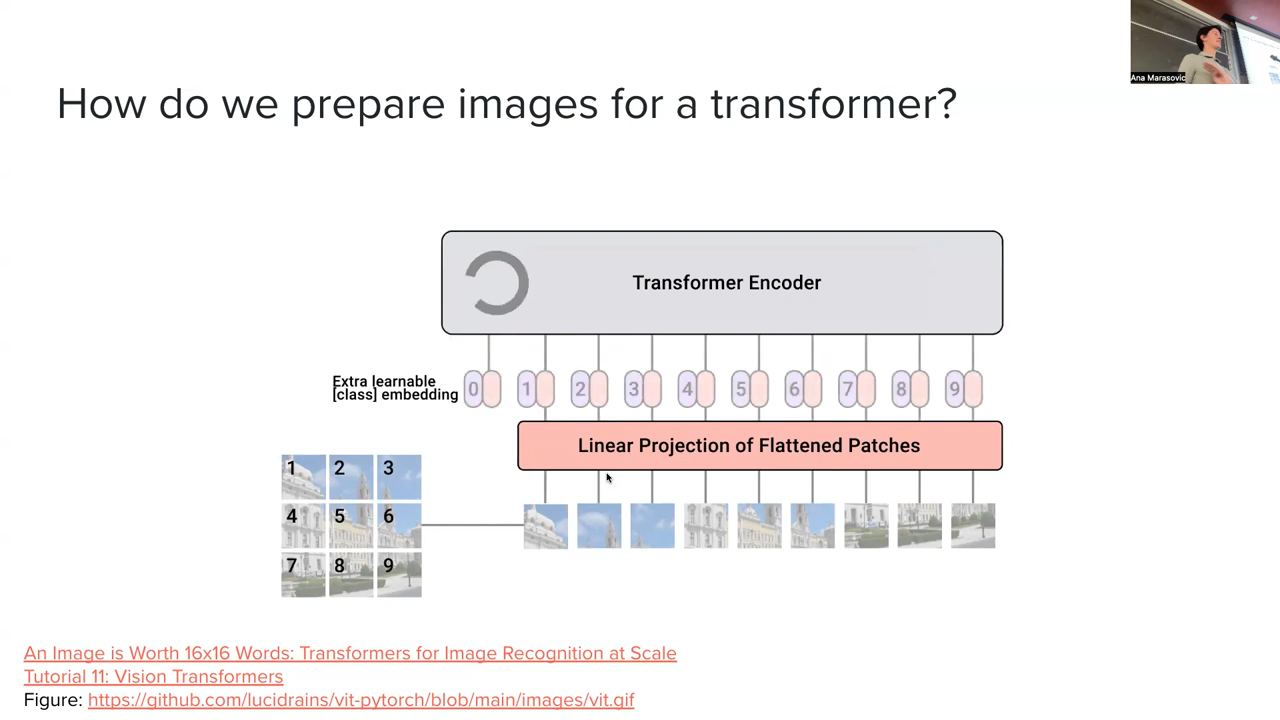 Ana Marasovic
How do we prepare images for a transformer?
Transformer Encoder
Extra learnable
[class] embedding
0 1 2 3 4 5 6 7 8 9
Linear Projection of Flattened Patches
1 2 3
4 5 6
7 8 9
An Image is Worth 16x16 Words: Transformers for Image Recognition at Scale
Tutorial 11: Vision Transformers
Figure: https://github.com/lucidrains/vit-pytorch/blob/main/images/vit.gif